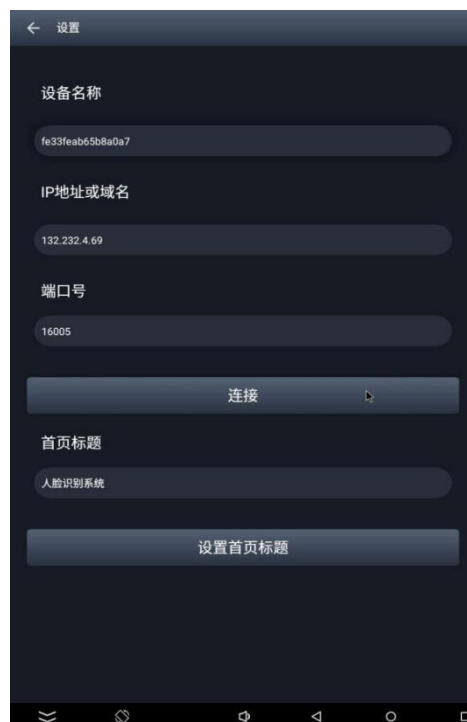 设置
设备名称
fe33feab65b8a0a7
IP地址或域名
132.232.4.69
端口号
16005
连接
首页标题
人脸识别系统
设置首页标题